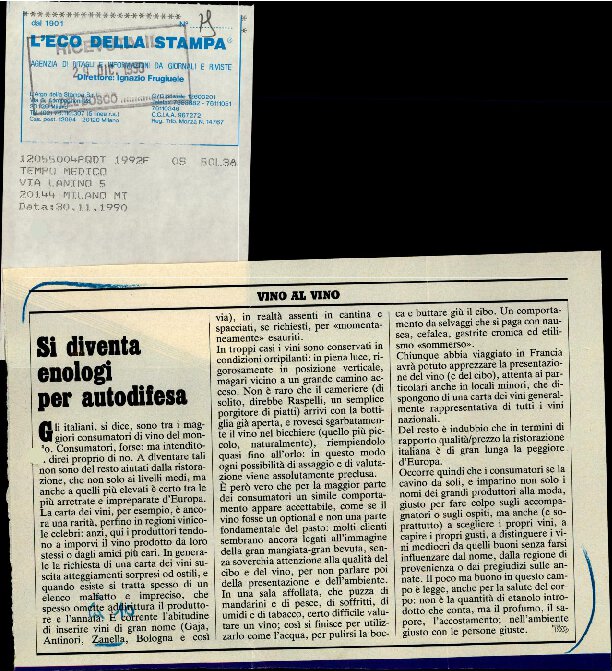 dal 1901
N°
L'ECO DELLA STAMPA®
AGENZIA DI RITAGLI E INFORMAZIONI DA GIORNALI E RIVISTE
Direttore: Ignazio Frugiuele
L'Eco della Stampa
20120 Milano
C.C.I.A.A. 967272
Reg. Trib. Monza N. 14767
DIC. 1990
BOSCO
12055004PQDT 1992F OS SCL3A
TEMPO MEDICO
VIA LANINO 5
20144 MILANO MI
Data:30.11.1990
VINO AL VINO
Si diventa
enologi
per autodifesa
Gli italiani, si dice, sono tra i mag-
giori consumatori di vino del mon-
do. Consumatori, forse: ma intendito-
ri, direi proprio di no. A diventare tali
non sono del resto aiutati dalla ristora-
zione, che non solo ai livelli modi, ma
anche a quelli più elevati è certo tra le
più arretrate e impreparate d'Europa.
La carta dei vini, per esempio, è anco-
ra una rarità, perfino in regioni vinico-
le celebri: anzi, qui i produttori tendo-
no a imporvi il vino prodotto da loro
stessi o dagli amici più cari. In genera-
le la richiesta di una carta dei vini su-
scita atteggiamenti sorpresi od ostili, e
quando esiste si tratta spesso di un
elenco malfatto e impreciso, che
spesso omette addirittura il produtto-
re e l'annata. È corrente l'abitudine
di inserire vini di gran nome (Gaja,
Antinori, Zanella, Bologna e così
via), in realtà assenti in cantina e
spacciati, se richiesti, per «momenta-
neamente» esauriti.
In troppi casi i vini sono conservati in
condizioni orripilanti: in piena luce, ri-
gorosamente in posizione verticale,
magari vicino a un grande camino ac-
ceso. Non è raro che il cameriere (di
solito, direbbe Raspelli, un semplice
porgitore di piatti) arrivi con la botti-
glia già aperta, e rovesci sgarbatamen-
te il vino nel bicchiere (quello più pic-
colo, naturalmente), riempiendolo
quasi fino all'orlo: in questo modo
ogni possibilità di assaggio e di valuta-
zione viene assolutamente preclusa.
È però vero che per la maggior parte
dei consumatori un simile comporta-
mento appare accettabile, come se il
vino fosse un optional e non una parte
fondamentale del pasto: molti clienti
sembrano ancora legati all'immagine
della gran mangiata-gran bevuta, sen-
za soverchia attenzione alla qualità del
cibo e del vino, per non parlare poi
della presentazione e dell'ambiente.
In una sala affollata, che puzza di
mandarini e di pesce, di soffritti, di
umidi e di tabacco, certo difficile valu-
tare un vino; così si finisce per utiliz-
zarlo come l'acqua, per pulirsi la boc-
ca e buttare giù il cibo. Un comporta-
mento da selvaggi che si paga con nau-
sea, cefalea, gastrite cronica ed etili-
smo «sommerso».
Chiunque abbia viaggiato in Francia
avrà potuto apprezzare la presentazio-
ne del vino (e del cibo), attenta ai par-
ticolari anche in locali minori, che di-
spongono di una carta dei vini general-
mente rappresentativa di tutti i vini
nazionali.
Del resto è indubbio che in termini di
rapporto qualità/prezzo la ristorazione
italiana è di gran lunga la peggiore
d'Europa.
Occorre quindi che i consumatori se la
cavino da soli, e imparino non solo i
nomi dei grandi produttori alla moda,
giusto per fare colpo sugli accompa-
gnatori o sugli ospiti, ma anche (e so-
prattutto) a scegliere i propri vini, a
capire i propri gusti, a distinguere i vi-
ni mediocri da quelli buoni senza farsi
influenzare dal nome, dalla regione di
provenienza o dai pregiudizi sulle an-
nate. Il poco ma buono in questo cam-
po è legge, anche per la salute del cor-
po: non è la quantità di etanolo intro-
dotto che conta, ma il profumo, il sa-
pore, l'accostamento; nell'ambiente
giusto con le persone giuste.